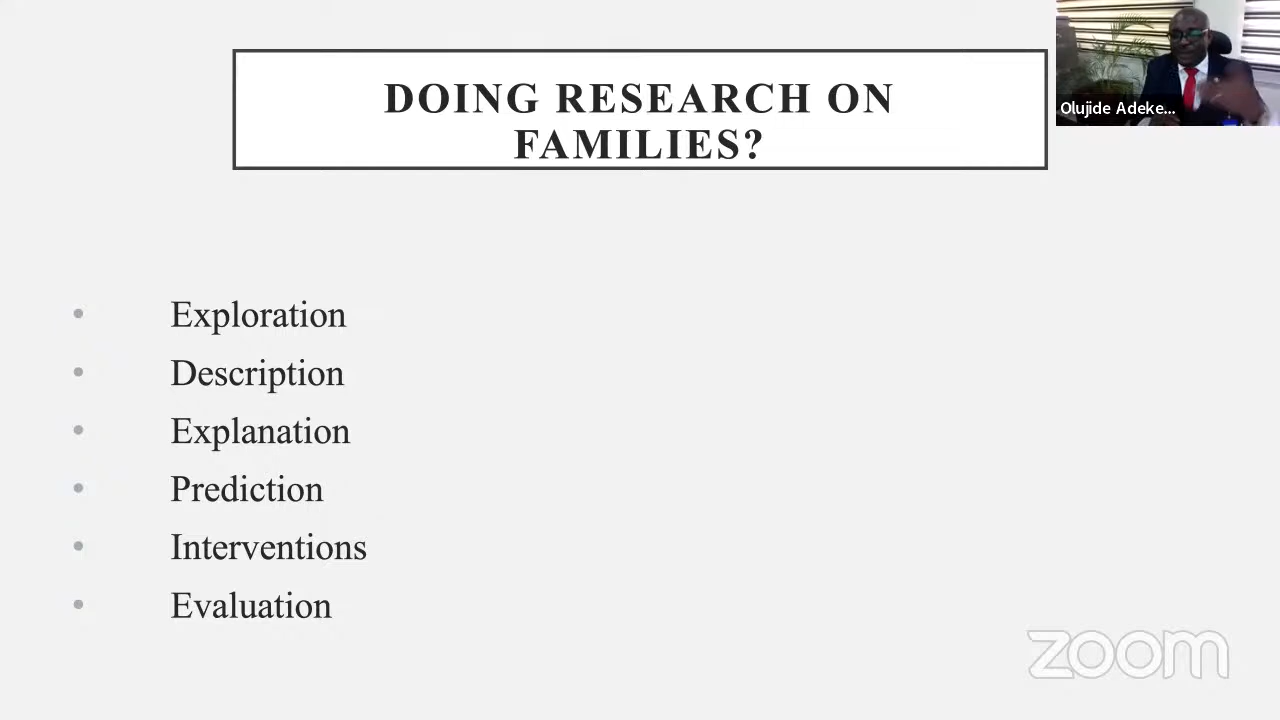 DOING RESEARCH ON
FAMILIES?
Olujide Adeke...
• Exploration
• Description
• Explanation
• Prediction
• Interventions
• Evaluation
zoom